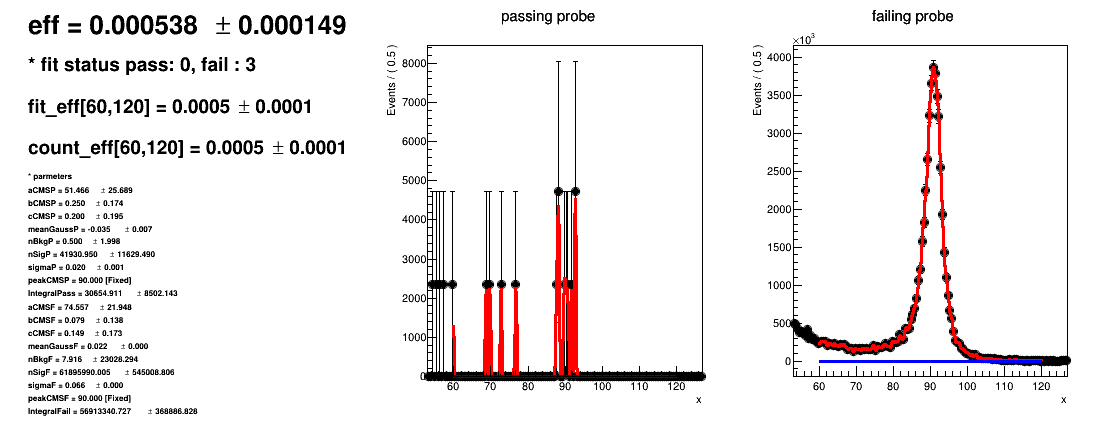 eff = 0.000538 ± 0.000149
* fit status pass: 0, fail : 3
fit_eff[60,120] = 0.0005 ± 0.0001
count_eff[60,120] = 0.0005 ± 0.0001
* parmeters
aCMSP = 51.466 ± 25.689
bCMSP = 0.250 ± 0.174
cCMSP = 0.200 ± 0.195
meanGaussP = -0.035 ± 0.007
nBkgP = 0.500 ± 1.998
nSigP = 41930.950 ± 11629.490
sigmaP = 0.020 ± 0.001
peakCMSP = 90.000 [Fixed]
IntegralPass = 30654.911 ± 8502.143
aCMSF = 74.557 ± 21.948
bCMSF = 0.079 ± 0.138
cCMSF = 0.149 ± 0.173
meanGaussF = 0.022 ± 0.000
nBkgF = 7.916 ± 23028.294
nSigF = 61895990.005 ± 545008.806
sigmaF = 0.066 ± 0.000
peakCMSF = 90.000 [Fixed]
IntegralFail = 56913340.727 ± 368886.828
passing probe
Events / ( 0.5 )
8000
7000
6000
5000
4000
3000
2000
1000
0
60 70 80 90 100 110 120
x
failing probe
×10³
Events / ( 0.5 )
4000
3500
3000
2500
2000
1500
1000
500
0
60 70 80 90 100 110 120
x